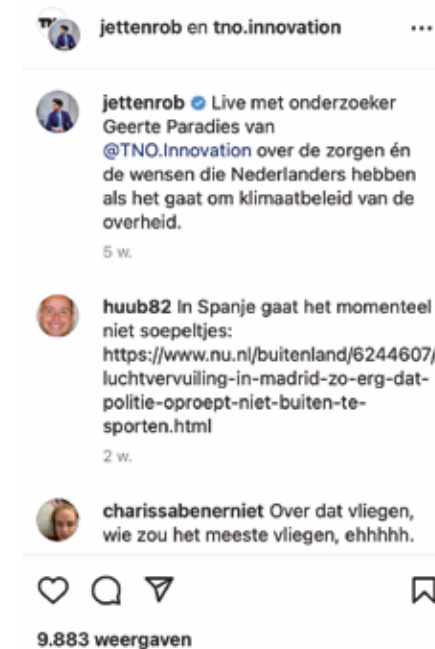 TNO
jettenrob en tno.innovation
jettenrob Live met onderzoeker
Geerte Paradies van
@TNO.Innovation over de zorgen én
de wensen die Nederlanders hebben
als het gaat om klimaatbeleid van de
overheid.
5 w.
huub82 In Spanje gaat het momenteel
niet soepeltjes:
https://www.nu.nl/buitenland/6244607/
luchtvervuiling-in-madrid-zo-erg-dat-
politie-oproept-niet-buiten-te-
sporten.html
2 w.
charissabenerniet Over dat vliegen,
wie zou het meeste vliegen, ehhhhh.
9.883 weergaven